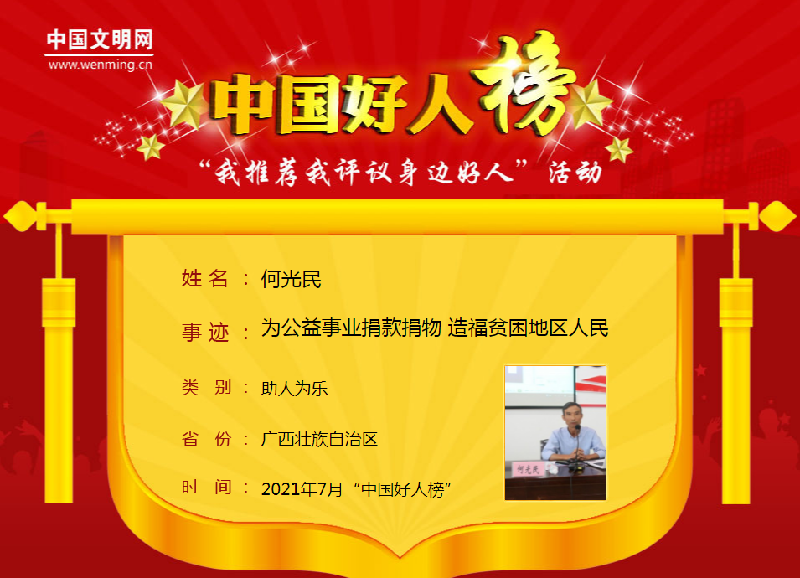 中国文明网
www.wenming.cn
中国好人榜
“我推荐我评议身边好人”活动
姓名：何光民
事迹：为公益事业捐款捐物 造福贫困地区人民
类别：助人为乐
省份：广西壮族自治区
时间：2021年7月“中国好人榜”
何光民